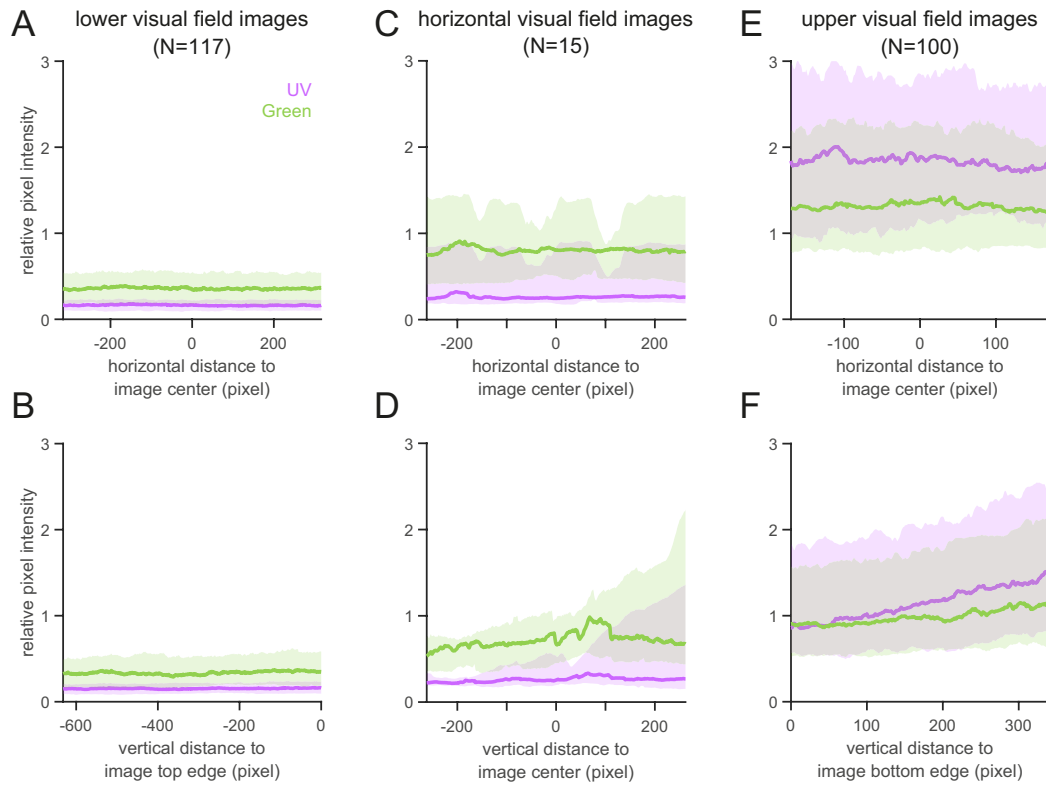 A
lower visual field images
(N=117)
3
2
1
0
relative pixel intensity
UV
Green
-200
0
200
horizontal distance to
image center (pixel)
C
horizontal visual field images
(N=15)
3
2
1
0
-200
0
200
horizontal distance to
image center (pixel)
E
upper visual field images
(N=100)
3
2
1
0
-100
0
100
horizontal distance to
image center (pixel)
B
3
2
1
0
relative pixel intensity
-600
-400
-200
0
vertical distance to
image top edge (pixel)
D
3
2
1
0
-200
0
200
vertical distance to
image center (pixel)
F
3
2
1
0
0
100
200
300
vertical distance to
image bottom edge (pixel)